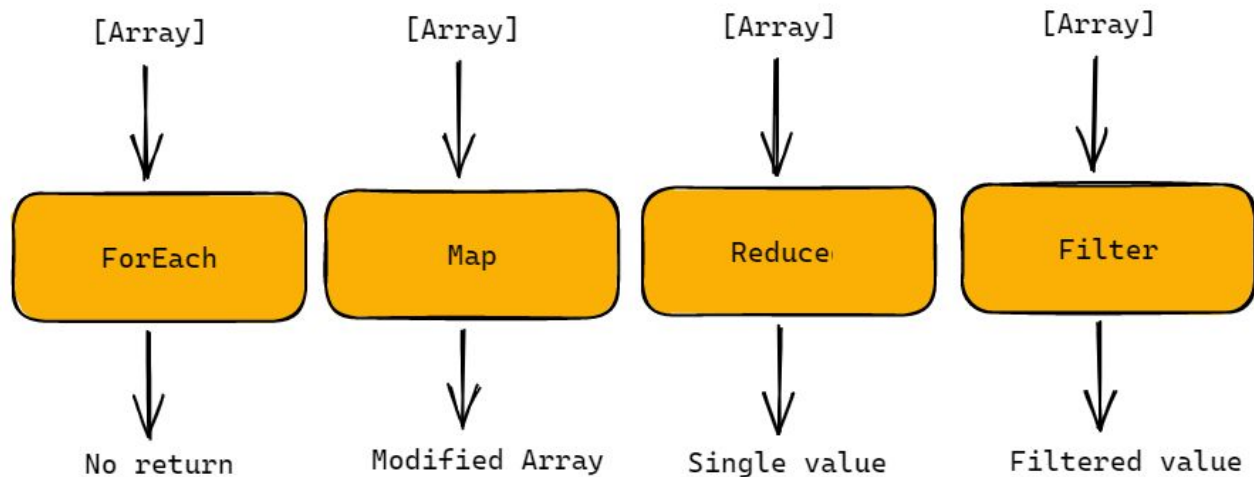 [Array] [Array] [Array] [Array]
ForEach Map Reduce Filter
No return Modified Array Single value Filtered value